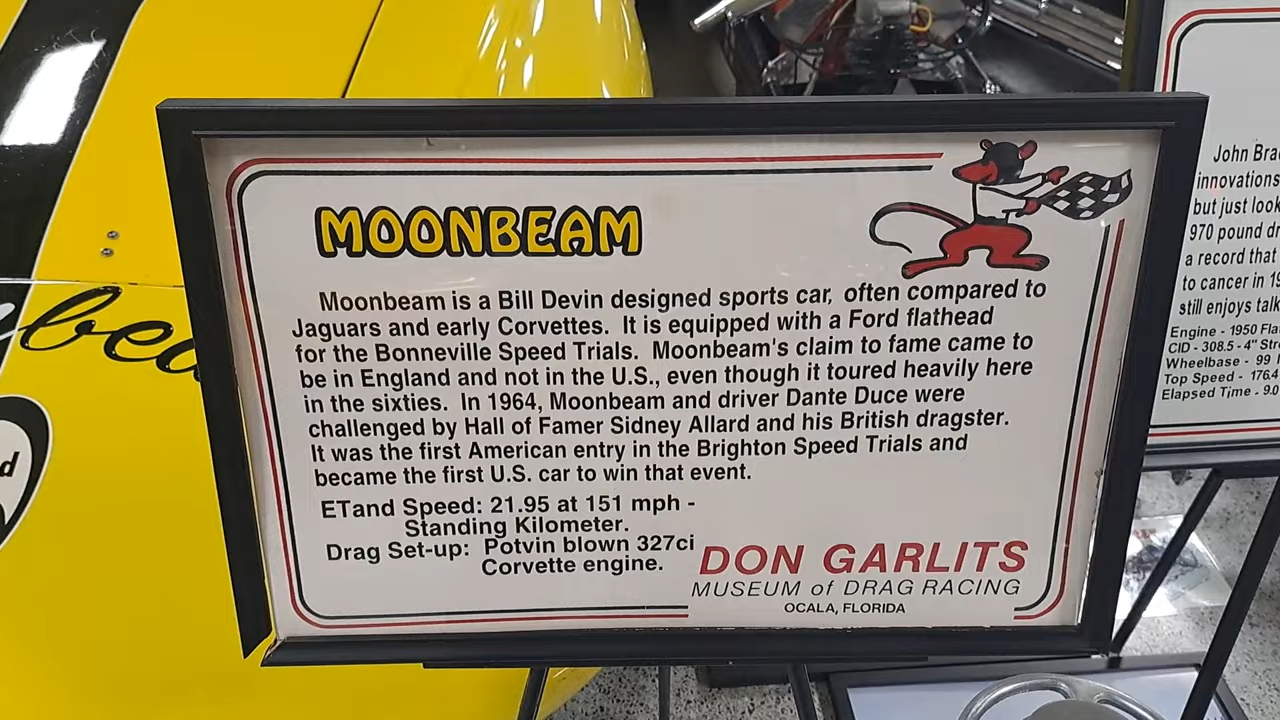 MOONBEAM
Moonbeam is a Bill Devin designed sports car, often compared to
Jaguars and early Corvettes. It is equipped with a Ford flathead
for the Bonneville Speed Trials. Moonbeam's claim to fame came to
be in England and not in the U.S., even though it toured heavily here
in the sixties. In 1964, Moonbeam and driver Dante Duce were
challenged by Hall of Famer Sidney Allard and his British dragster.
It was the first American entry in the Brighton Speed Trials and
became the first U.S. car to win that event.
ETand Speed: 21.95 at 151 mph -
Standing Kilometer.
Drag Set-up: Potvin blown 327ci
Corvette engine.
DON GARLITS
MUSEUM of DRAG RACING
OCALA, FLORIDA
John
innovations
but just look
970 pound
a record that
to cancer in
still enjoys
Engine - 1950
CID - 308.5 - 4"
Wheelbase - 99
Top Speed - 176.4
Elapsed Time - 9.0